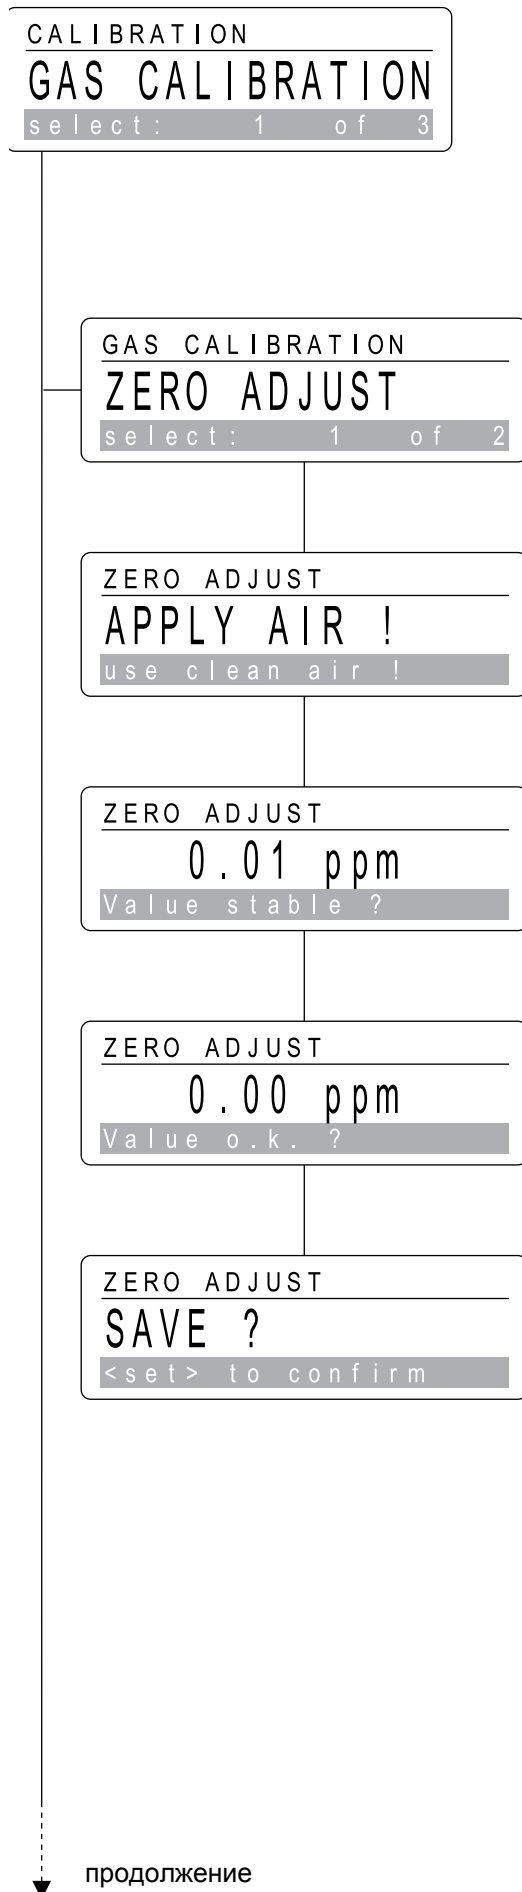 CALIBRATION
GAS CALIBRATION
select: 1 of 3
GAS CALIBRATION
ZERO ADJUST
select: 1 of 2
ZERO ADJUST
APPLY AIR !
use clean air !
ZERO ADJUST
0.01 ppm
Value stable ?
ZERO ADJUST
0.00 ppm
Value o.k. ?
ZERO ADJUST
SAVE ?
<set> to confirm
продолжение